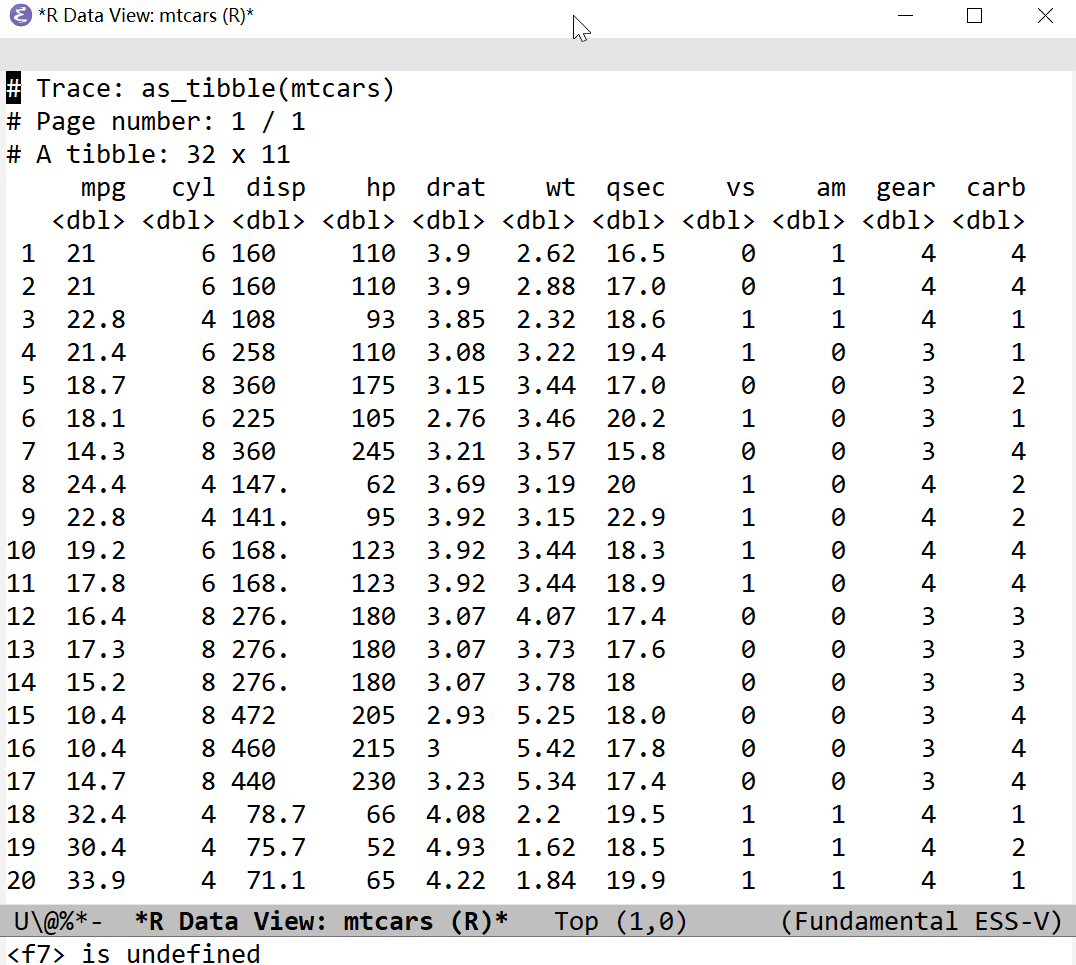 *R Data View: mtcars (R)*
# Trace: as_tibble(mtcars)
# Page number: 1 / 1
# A tibble: 32 x 11
     mpg   cyl  disp    hp  drat    wt  qsec    vs    am  gear  carb
   <dbl> <dbl> <dbl> <dbl> <dbl> <dbl> <dbl> <dbl> <dbl> <dbl> <dbl>
 1  21       6 160     110  3.9   2.62  16.5     0     1     4     4
 2  21       6 160     110  3.9   2.88  17.0     0     1     4     4
 3  22.8     4 108      93  3.85  2.32  18.6     1     1     4     1
 4  21.4     6 258     110  3.08  3.22  19.4     1     0     3     1
 5  18.7     8 360     175  3.15  3.44  17.0     0     0     3     2
 6  18.1     6 225     105  2.76  3.46  20.2     1     0     3     1
 7  14.3     8 360     245  3.21  3.57  15.8     0     0     3     4
 8  24.4     4 147.     62  3.69  3.19  20       1     0     4     2
 9  22.8     4 141.     95  3.92  3.15  22.9     1     0     4     2
10  19.2     6 168.    123  3.92  3.44  18.3     1     0     4     4
11  17.8     6 168.    123  3.92  3.44  18.9     1     0     4     4
12  16.4     8 276.    180  3.07  4.07  17.4     0     0     3     3
13  17.3     8 276.    180  3.07  3.73  17.6     0     0     3     3
14  15.2     8 276.    180  3.07  3.78  18       0     0     3     3
15  10.4     8 472     205  2.93  5.25  18.0     0     0     3     4
16  10.4     8 460     215  3     5.42  17.8     0     0     3     4
17  14.7     8 440     230  3.23  5.34  17.4     0     0     3     4
18  32.4     4  78.7    66  4.08  2.2   19.5     1     1     4     1
19  30.4     4  75.7    52  4.93  1.62  18.5     1     1     4     2
20  33.9     4  71.1    65  4.22  1.84  19.9     1     1     4     1
U\@%*-  *R Data View: mtcars (R)*   Top (1,0)      (Fundamental ESS-V)
<f7> is undefined